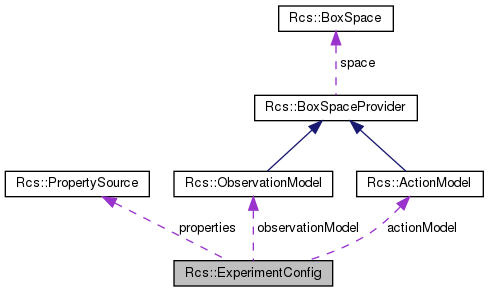 Rcs::BoxSpace
space
Rcs::BoxSpaceProvider
Rcs::PropertySource
Rcs::ObservationModel
Rcs::ActionModel
properties
observationModel
actionModel
Rcs::ExperimentConfig